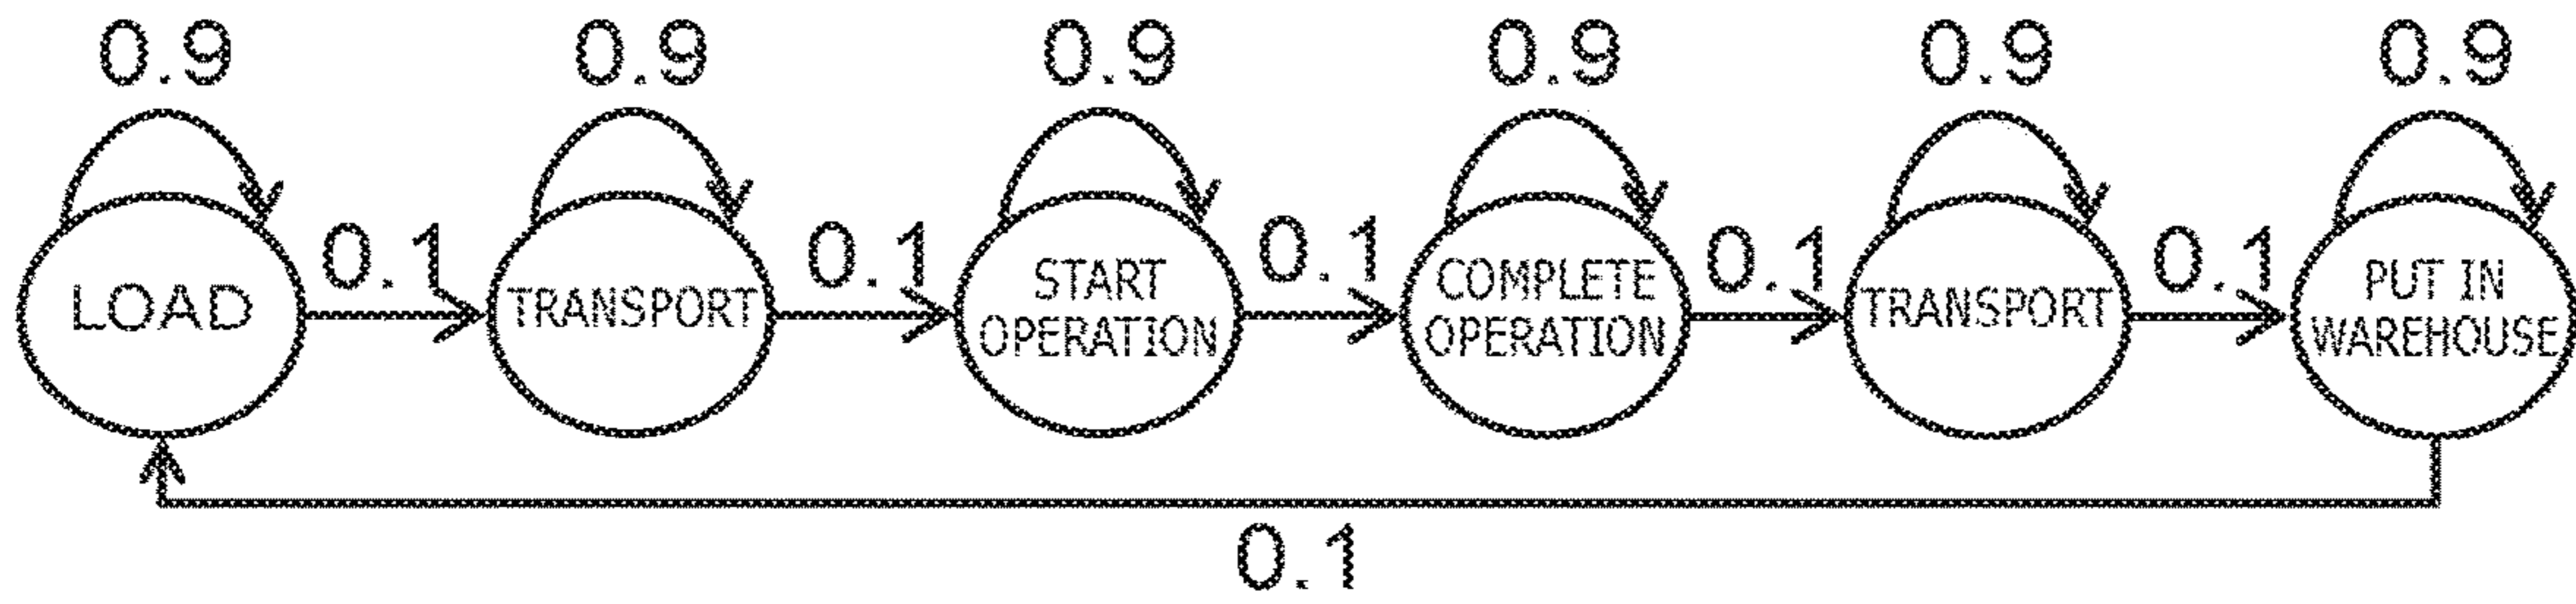 0.9 0.9 0.9 0.9 0.9 0.9
0.1 0.1 0.1 0.1 0.1
LOAD
TRANSPORT
START
OPERATION
COMPLETE
OPERATION
TRANSPORT
PUT IN
WAREHOUSE
0.1